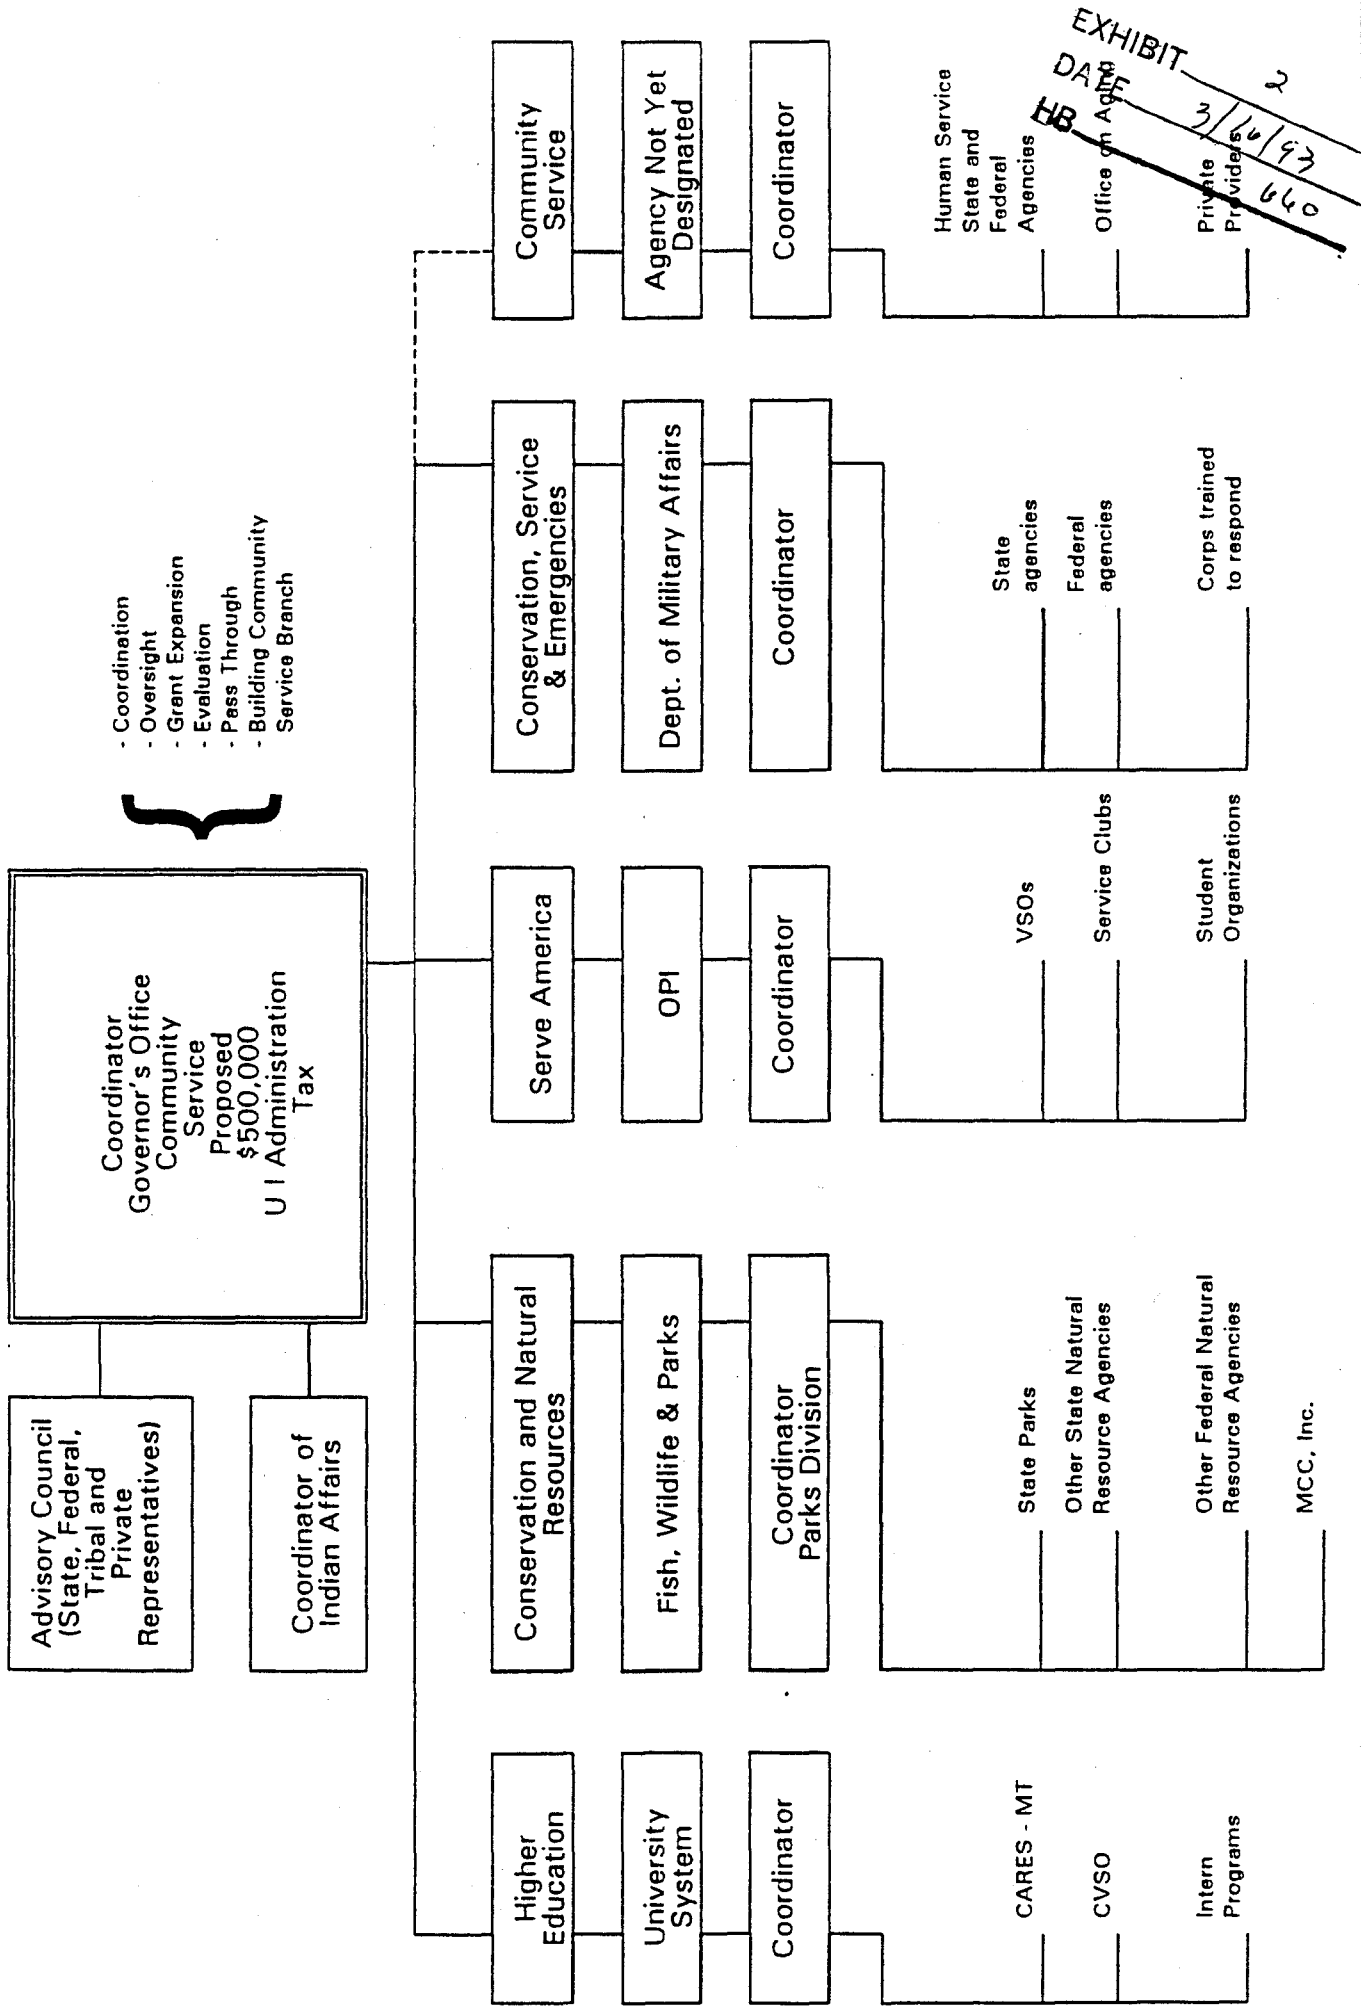 Advisory Council
(State, Federal,
Tribal and
Private
Representatives)
Coordinator of
Indian Affairs
Coordinator
Governor's Office
Community
Service
Proposed
$500,000
U I Administration
Tax
- Coordination
- Oversight
- Grant Expansion
- Evaluation
- Pass Through
- Building Community
Service Branch
Higher
Education
University
System
Coordinator
CARES - MT
CVSO
Intern
Programs
Conservation and Natural
Resources
Fish, Wildlife & Parks
Coordinator
Parks Division
State Parks
Other State Natural
Resource Agencies
Other Federal Natural
Resource Agencies
MCC, Inc.
Serve America
OPI
Coordinator
VSOs
Service Clubs
Student
Organizations
Conservation, Service
& Emergencies
Dept. of Military Affairs
Coordinator
State
agencies
Federal
agencies
Corps trained
to respond
Community
Service
Agency Not Yet
Designated
Coordinator
Human Service
State and
Federal
Agencies
Office on Aging
Private
Providers
EXHIBIT 2
DATE 3/ /93
HB 640